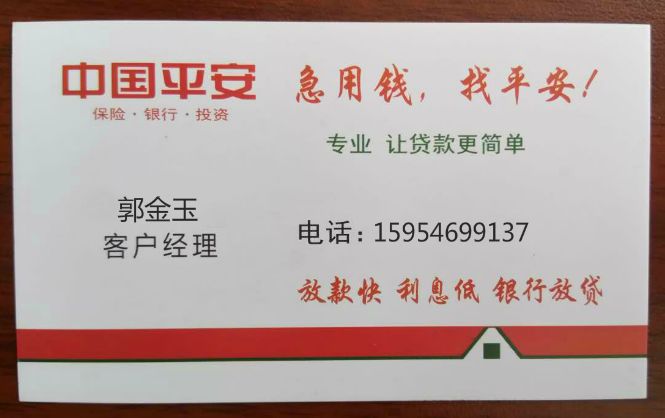 中国平安
保险·银行·投资
急用钱，找平安！
专业 让贷款更简单
郭金玉
客户经理
电话：15954699137
放款快 利息低 银行放贷